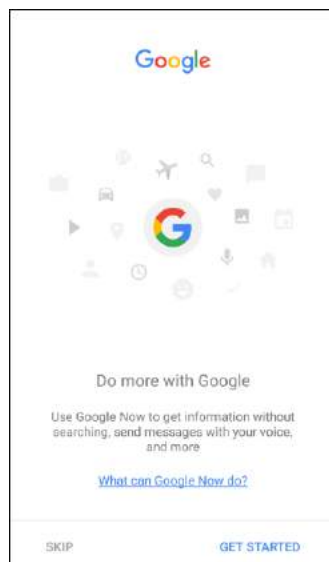 Google
G
Do more with Google
Use Google Now to get information without
searching, send messages with your voice,
and more
What can Google Now do?
SKIP GET STARTED